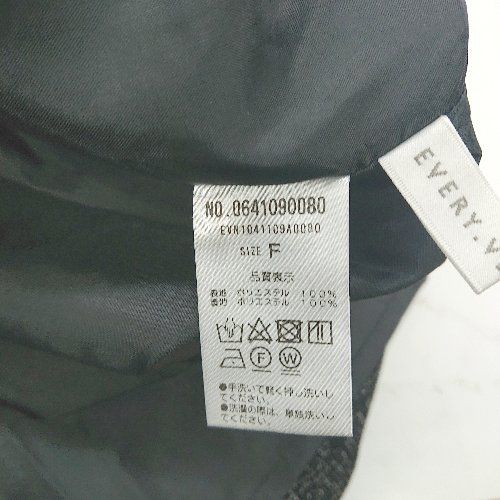 NO.0641090080
EVN1041109A0080
SIZE F
品質表示
表地 ポリエステル 100%
裏地 ポリエステル 100%
●手洗いで軽く押し洗いし
てください。
●洗濯の際は、単独洗いし
てください。
EVERY.